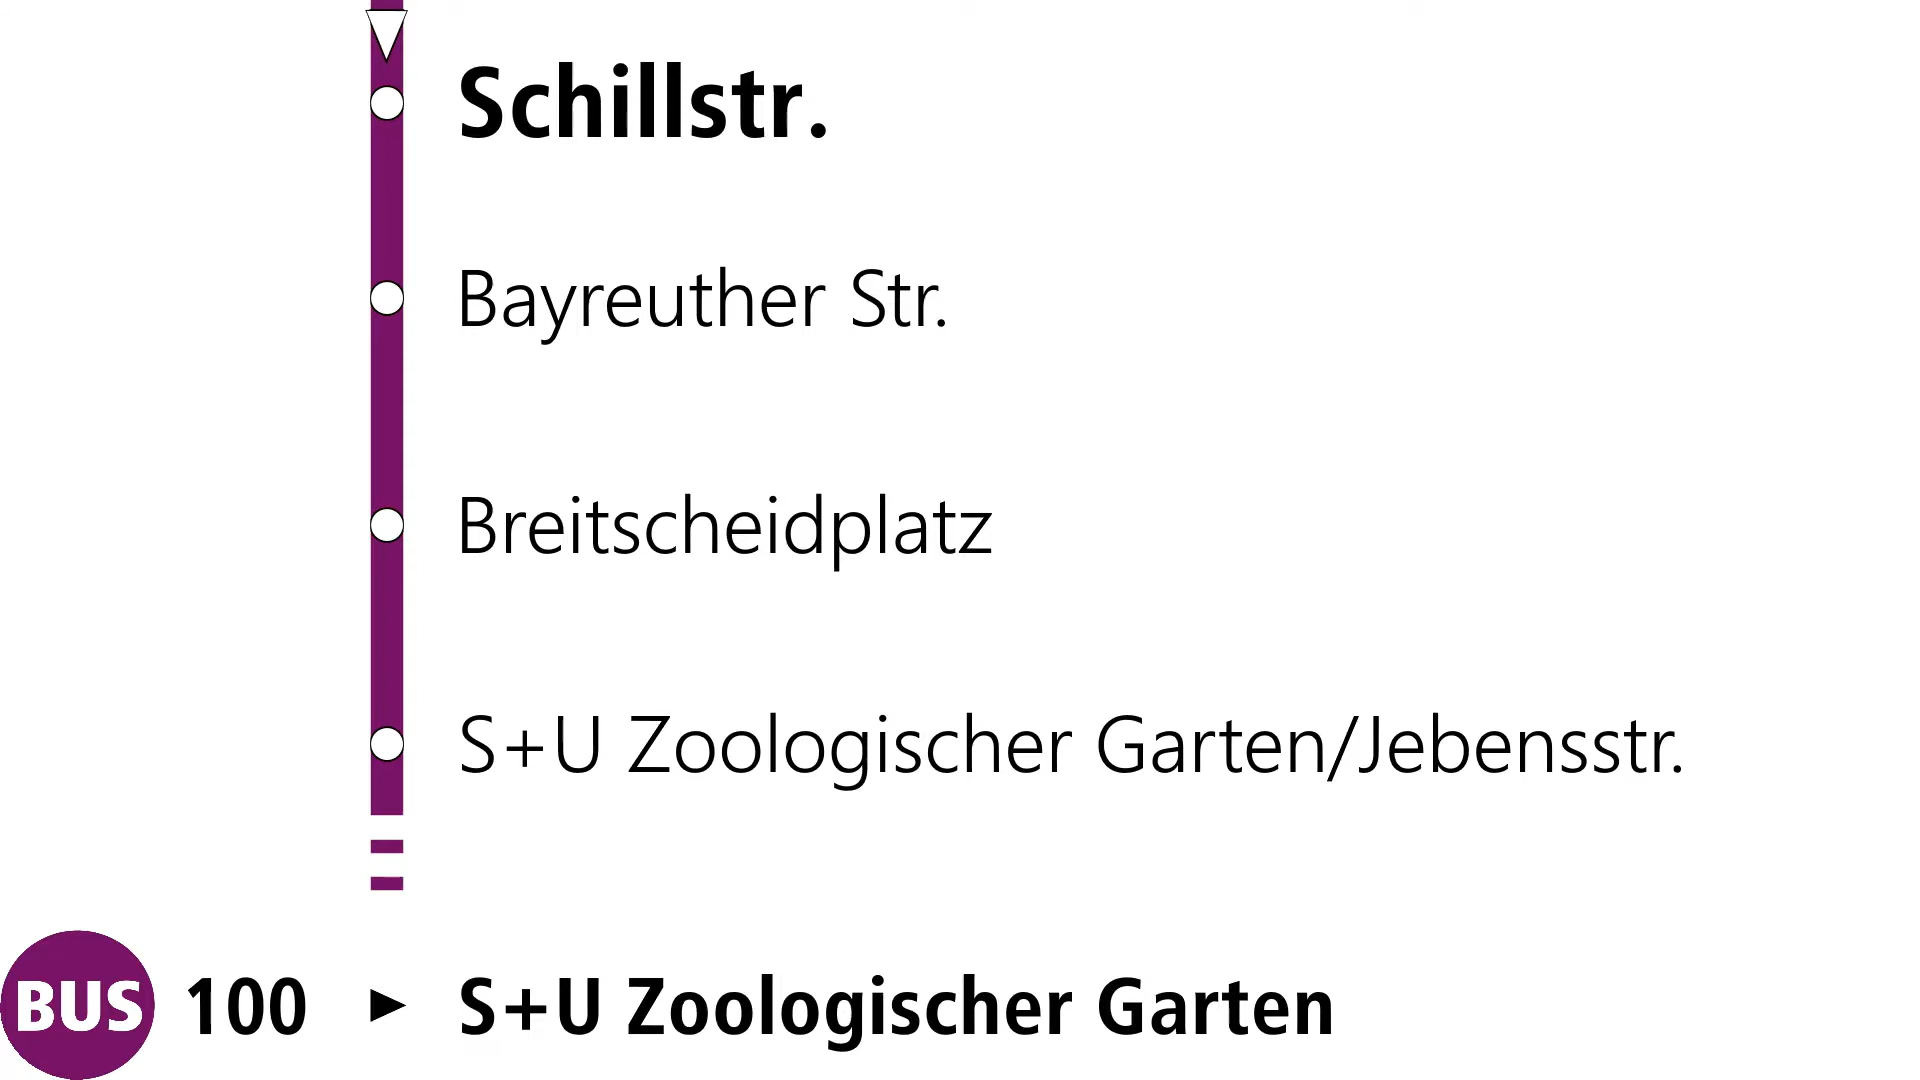 Schillstr.
Bayreuther Str.
Breitscheidplatz
S+U Zoologischer Garten/Jebensstr.
BUS 100 ► S+U Zoologischer Garten